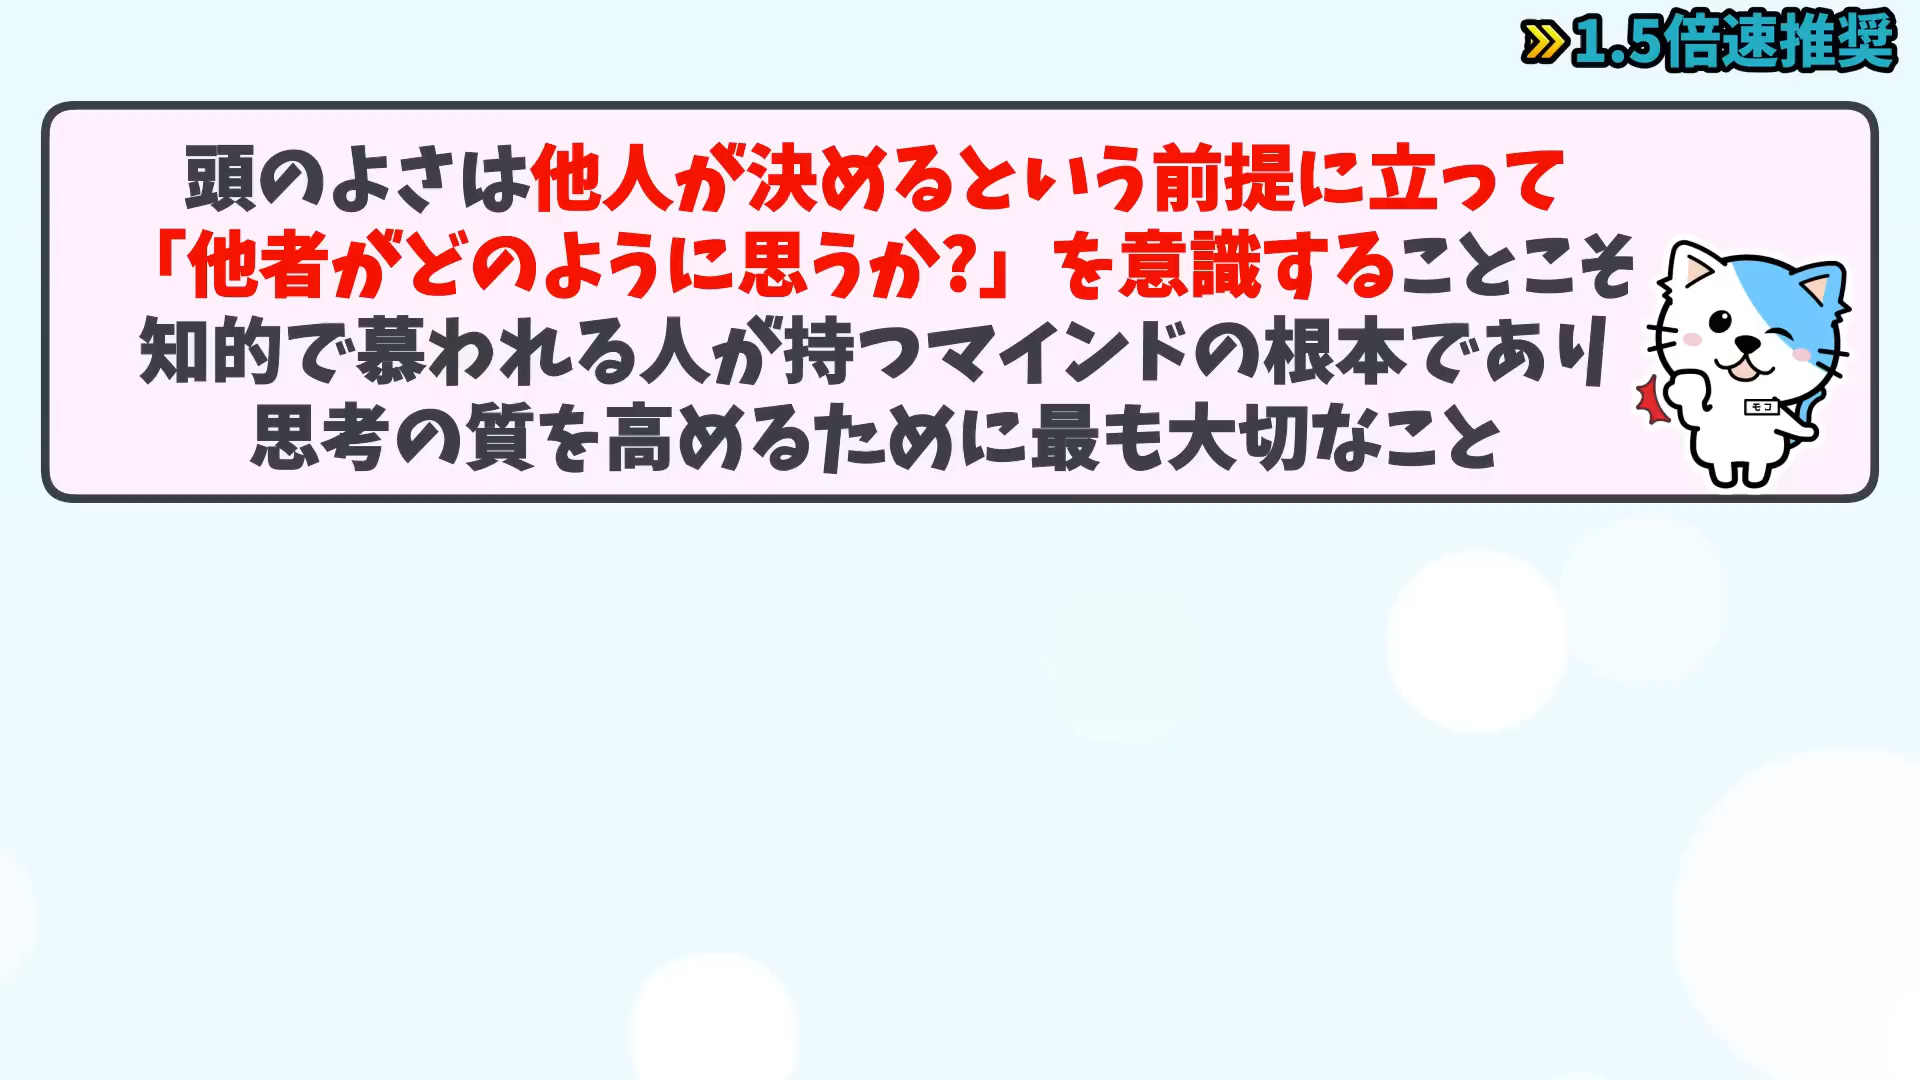 1.5倍速推奨
頭のよさは他人が決めるという前提に立って
「他者がどのように思うか?」を意識することこそ
知的で慕われる人が持つマインドの根本であり
思考の質を高めるために最も大切なこと
モコ